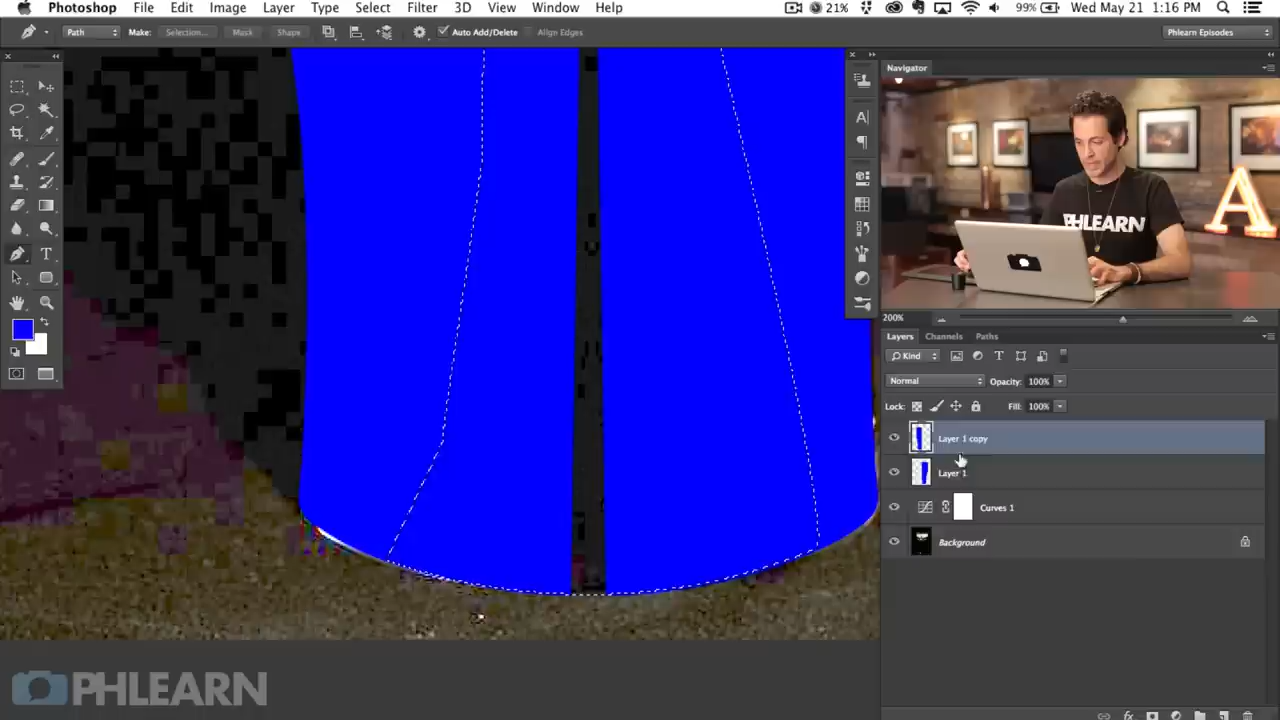 Photoshop File Edit Image Layer Type Select Filter 3D View Window Help 21% 99% Wed May 21 1:16 PM
Path Make: Selection... Mask Shape Auto Add/Delete Align Edges Phlearn Episodes
Navigator
PHLEARN
A
200%
Layers Channels Paths
Kind
Normal Opacity: 100%
Lock: Fill: 100%
Layer 1 copy
Layer 1
Curves 1
Background
PHLEARN